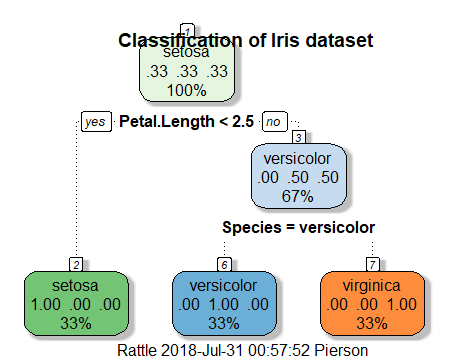 Classification of Iris dataset
1
setosa
.33 .33 .33
100%
yes Petal.Length < 2.5 no
3
versicolor
.00 .50 .50
67%
Species = versicolor
2
setosa
1.00 .00 .00
33%
6
versicolor
.00 1.00 .00
33%
7
virginica
.00 .00 1.00
33%
Rattle 2018-Jul-31 00:57:52 Pierson